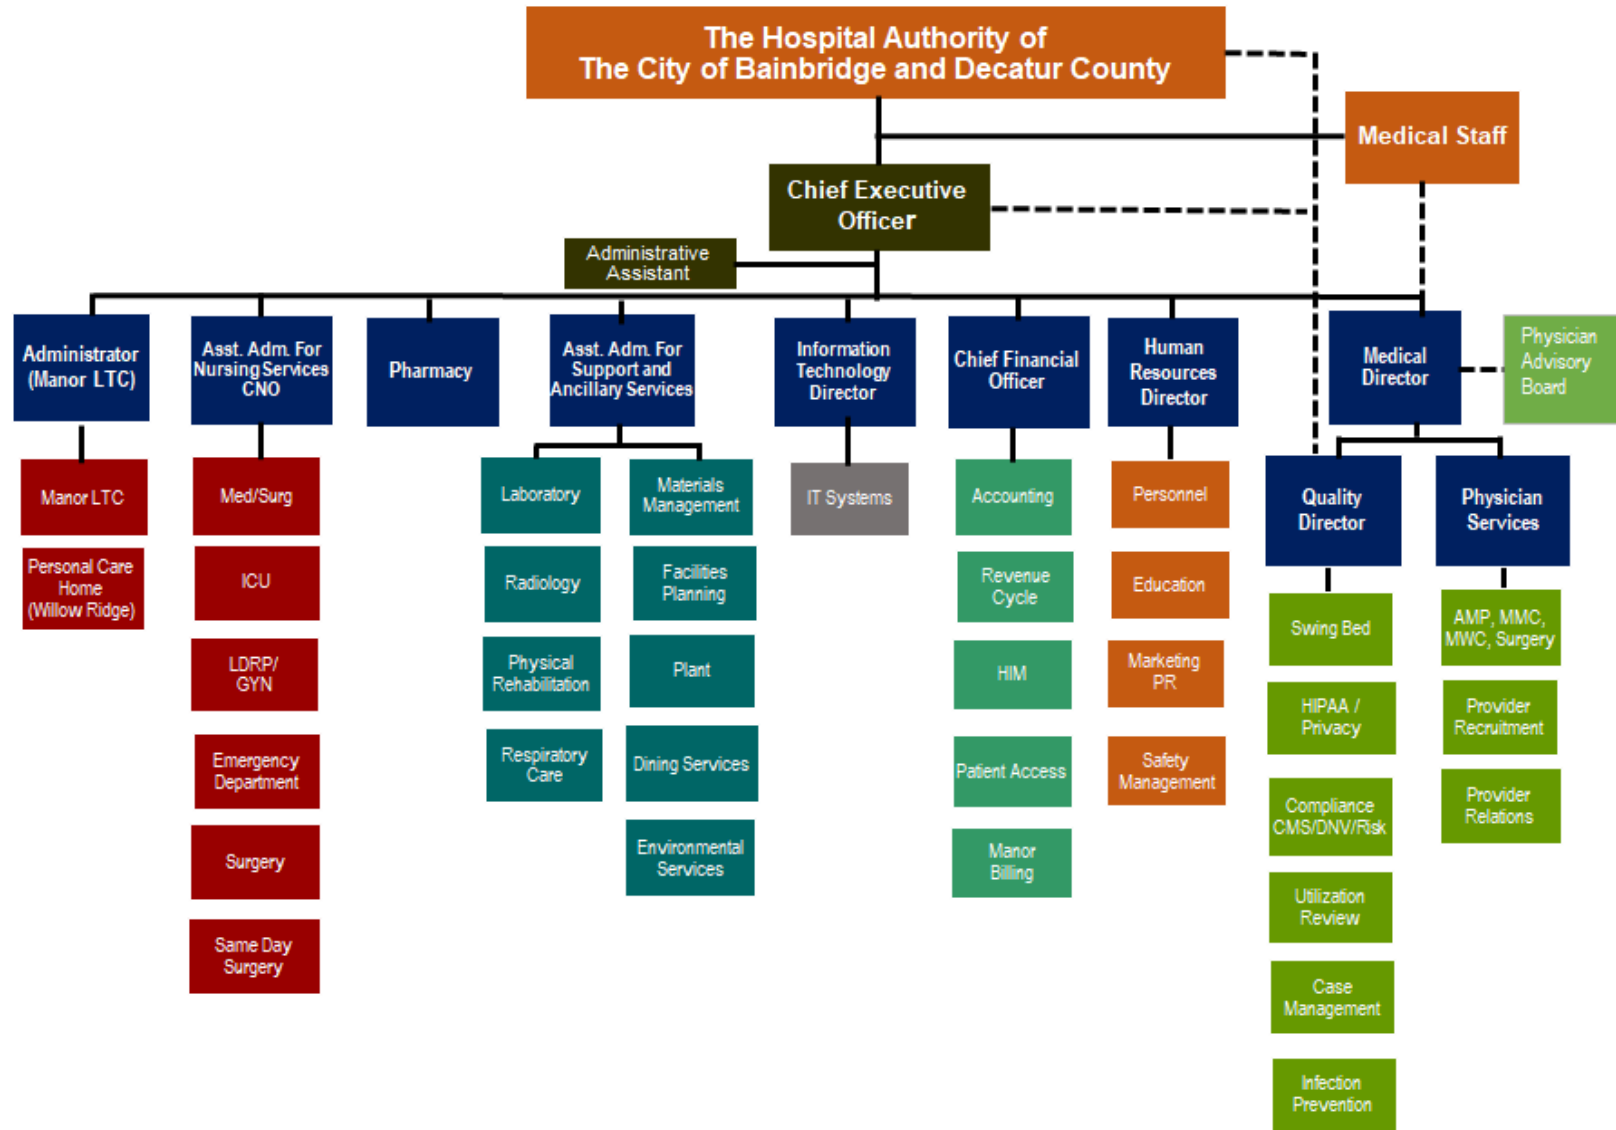 The Hospital Authority of
The City of Bainbridge and Decatur County
Medical Staff
Chief Executive
Officer
Administrative
Assistant
Administrator
(Manor LTC)
Asst. Adm. For
Nursing Services
CNO
Pharmacy
Asst. Adm. For
Support and
Ancillary Services
Information
Technology
Director
Chief Financial
Officer
Human
Resources
Director
Medical
Director
Physician
Advisory
Board
Manor LTC
Personal Care
Home
(Willow Ridge)
Med/Surg
ICU
LDRP/
GYN
Emergency
Department
Surgery
Same Day
Surgery
Laboratory
Radiology
Physical
Rehabilitation
Respiratory
Care
Materials
Management
Facilities
Planning
Plant
Dining Services
Environmental
Services
IT Systems
Accounting
Revenue
Cycle
HIM
Patient Access
Manor
Billing
Personnel
Education
Marketing
PR
Safety
Management
Quality
Director
Swing Bed
HIPAA /
Privacy
Compliance
CMS/DNV/Risk
Utilization
Review
Case
Management
Infection
Prevention
Physician
Services
AMP, MMC,
MWC, Surgery
Provider
Recruitment
Provider
Relations